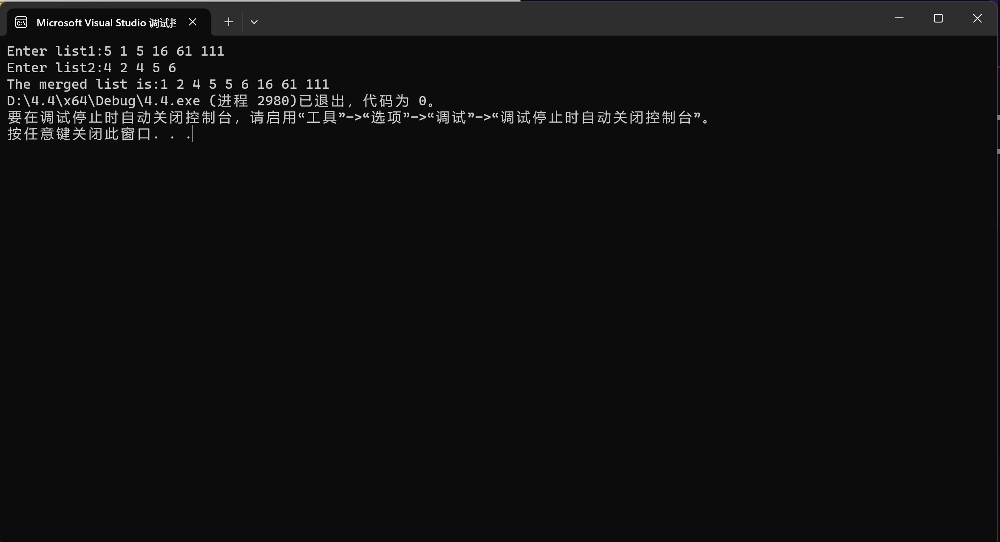 Microsoft Visual Studio 调试
Enter list1:5 1 5 16 61 111
Enter list2:4 2 4 5 6
The merged list is:1 2 4 5 5 6 16 61 111
D:\4.4\x64\Debug\4.4.exe (进程 2980)已退出，代码为 0。
要在调试停止时自动关闭控制台，请启用“工具”->“选项”->“调试”->“调试停止时自动关闭控制台”。
按任意键关闭此窗口. . .